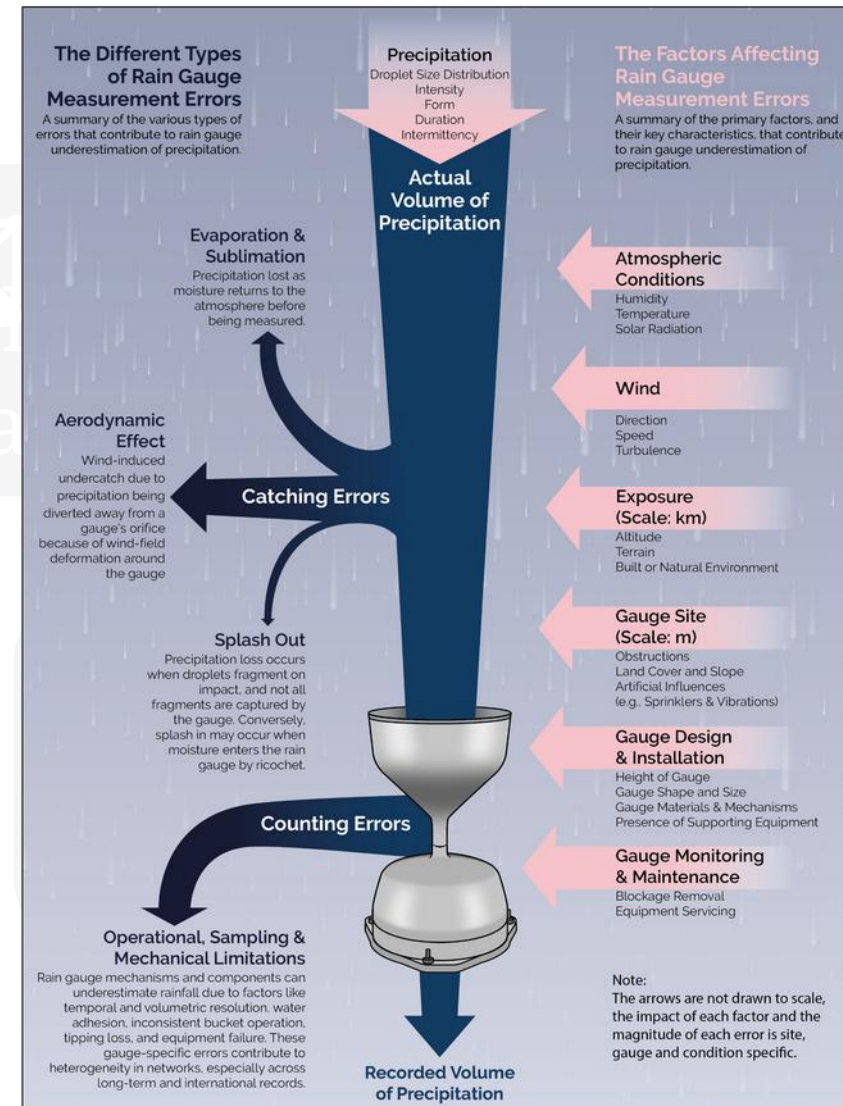 The Different Types
of Rain Gauge
Measurement Errors
A summary of the various types of
errors that contribute to rain gauge
underestimation of precipitation.
Precipitation
Droplet Size Distribution
Intensity
Form
Duration
Intermittency
The Factors Affecting
Rain Gauge
Measurement Errors
A summary of the primary factors, and
their key characteristics, that contribute
to rain gauge underestimation of
precipitation.
Actual
Volume of
Precipitation
Evaporation &
Sublimation
Precipitation lost as
moisture returns to the
atmosphere before
being measured.
Aerodynamic
Effect
Wind-induced
undercatch due to
precipitation being
diverted away from a
gauge's orifice
because of wind-field
deformation around
the gauge
Catching Errors
Splash Out
Precipitation loss occurs
when droplets fragment on
impact, and not all
fragments are captured by
the gauge. Conversely,
splash in may occur when
moisture enters the rain
gauge by ricochet.
Counting Errors
Operational, Sampling &
Mechanical Limitations
Rain gauge mechanisms and components can
underestimate rainfall due to factors like
temporal and volumetric resolution, water
adhesion, inconsistent bucket operation,
tipping loss, and equipment failure. These
gauge-specific errors contribute to
heterogeneity in networks, especially across
long-term and international records.
Atmospheric
Conditions
Humidity
Temperature
Solar Radiation
Wind
Direction
Speed
Turbulence
Exposure
(Scale: km)
Altitude
Terrain
Built or Natural Environment
Gauge Site
(Scale: m)
Obstructions
Land Cover and Slope
Artificial Influences
(e.g., Sprinklers & Vibrations)
Gauge Design
& Installation
Height of Gauge
Gauge Shape and Size
Gauge Materials & Mechanisms
Presence of Supporting Equipment
Gauge Monitoring
& Maintenance
Blockage Removal
Equipment Servicing
Note:
The arrows are not drawn to scale,
the impact of each factor and the
magnitude of each error is site,
gauge and condition specific.
Recorded Volume
of Precipitation